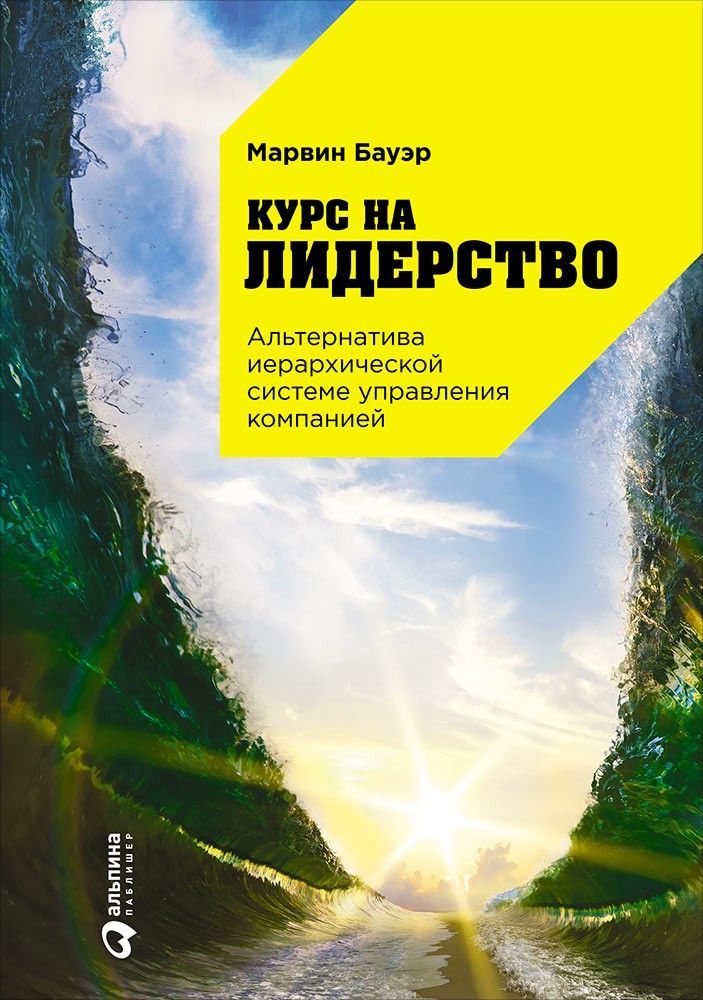 Марвин Бауэр
КУРС НА
ЛИДЕРСТВО
Альтернатива
иерархической
системе управления
компанией
альпина
ПАБЛИШЕР